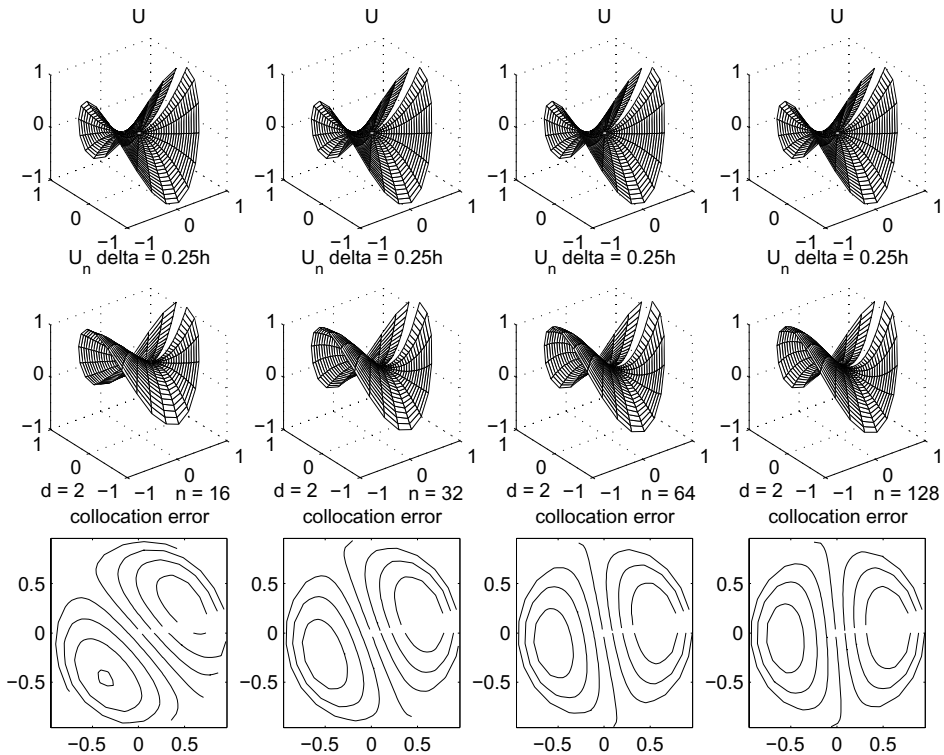 U U U U
1 1 1 1
0 0 0 0
−1 −1 −1 −1
1 1 1 1
0 0 0 0 0 0 0 0
1 1 1 1
−1 −1 −1 −1 −1 −1 −1 −1
U_n delta = 0.25h U_n delta = 0.25h U_n delta = 0.25h U_n delta = 0.25h
1 1 1 1
0 0 0 0
−1 −1 −1 −1
1 1 1 1
0 0 0 0 0 0 0 0
1 1 1 1
d = 2 −1 −1 n = 16 d = 2 −1 −1 n = 32 d = 2 −1 −1 n = 64 d = 2 −1 −1 n = 128
collocation error collocation error collocation error collocation error
0.5 0.5 0.5 0.5
0 0 0 0
−0.5 −0.5 −0.5 −0.5
−0.5 0 0.5 −0.5 0 0.5 −0.5 0 0.5 −0.5 0 0.5